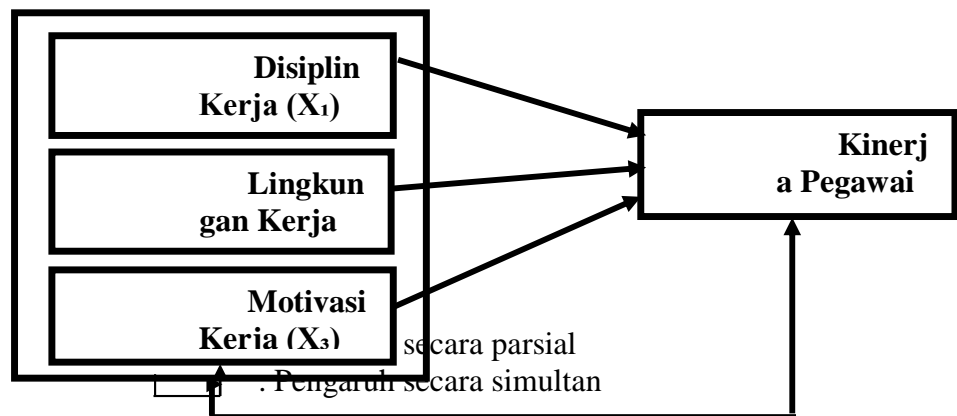 Disiplin
Kerja (X₁)
Lingkun
gan Kerja
Motivasi
Kerja (X₃)
Kinerj
a Pegawai
secara parsial
: Pengaruh secara simultan